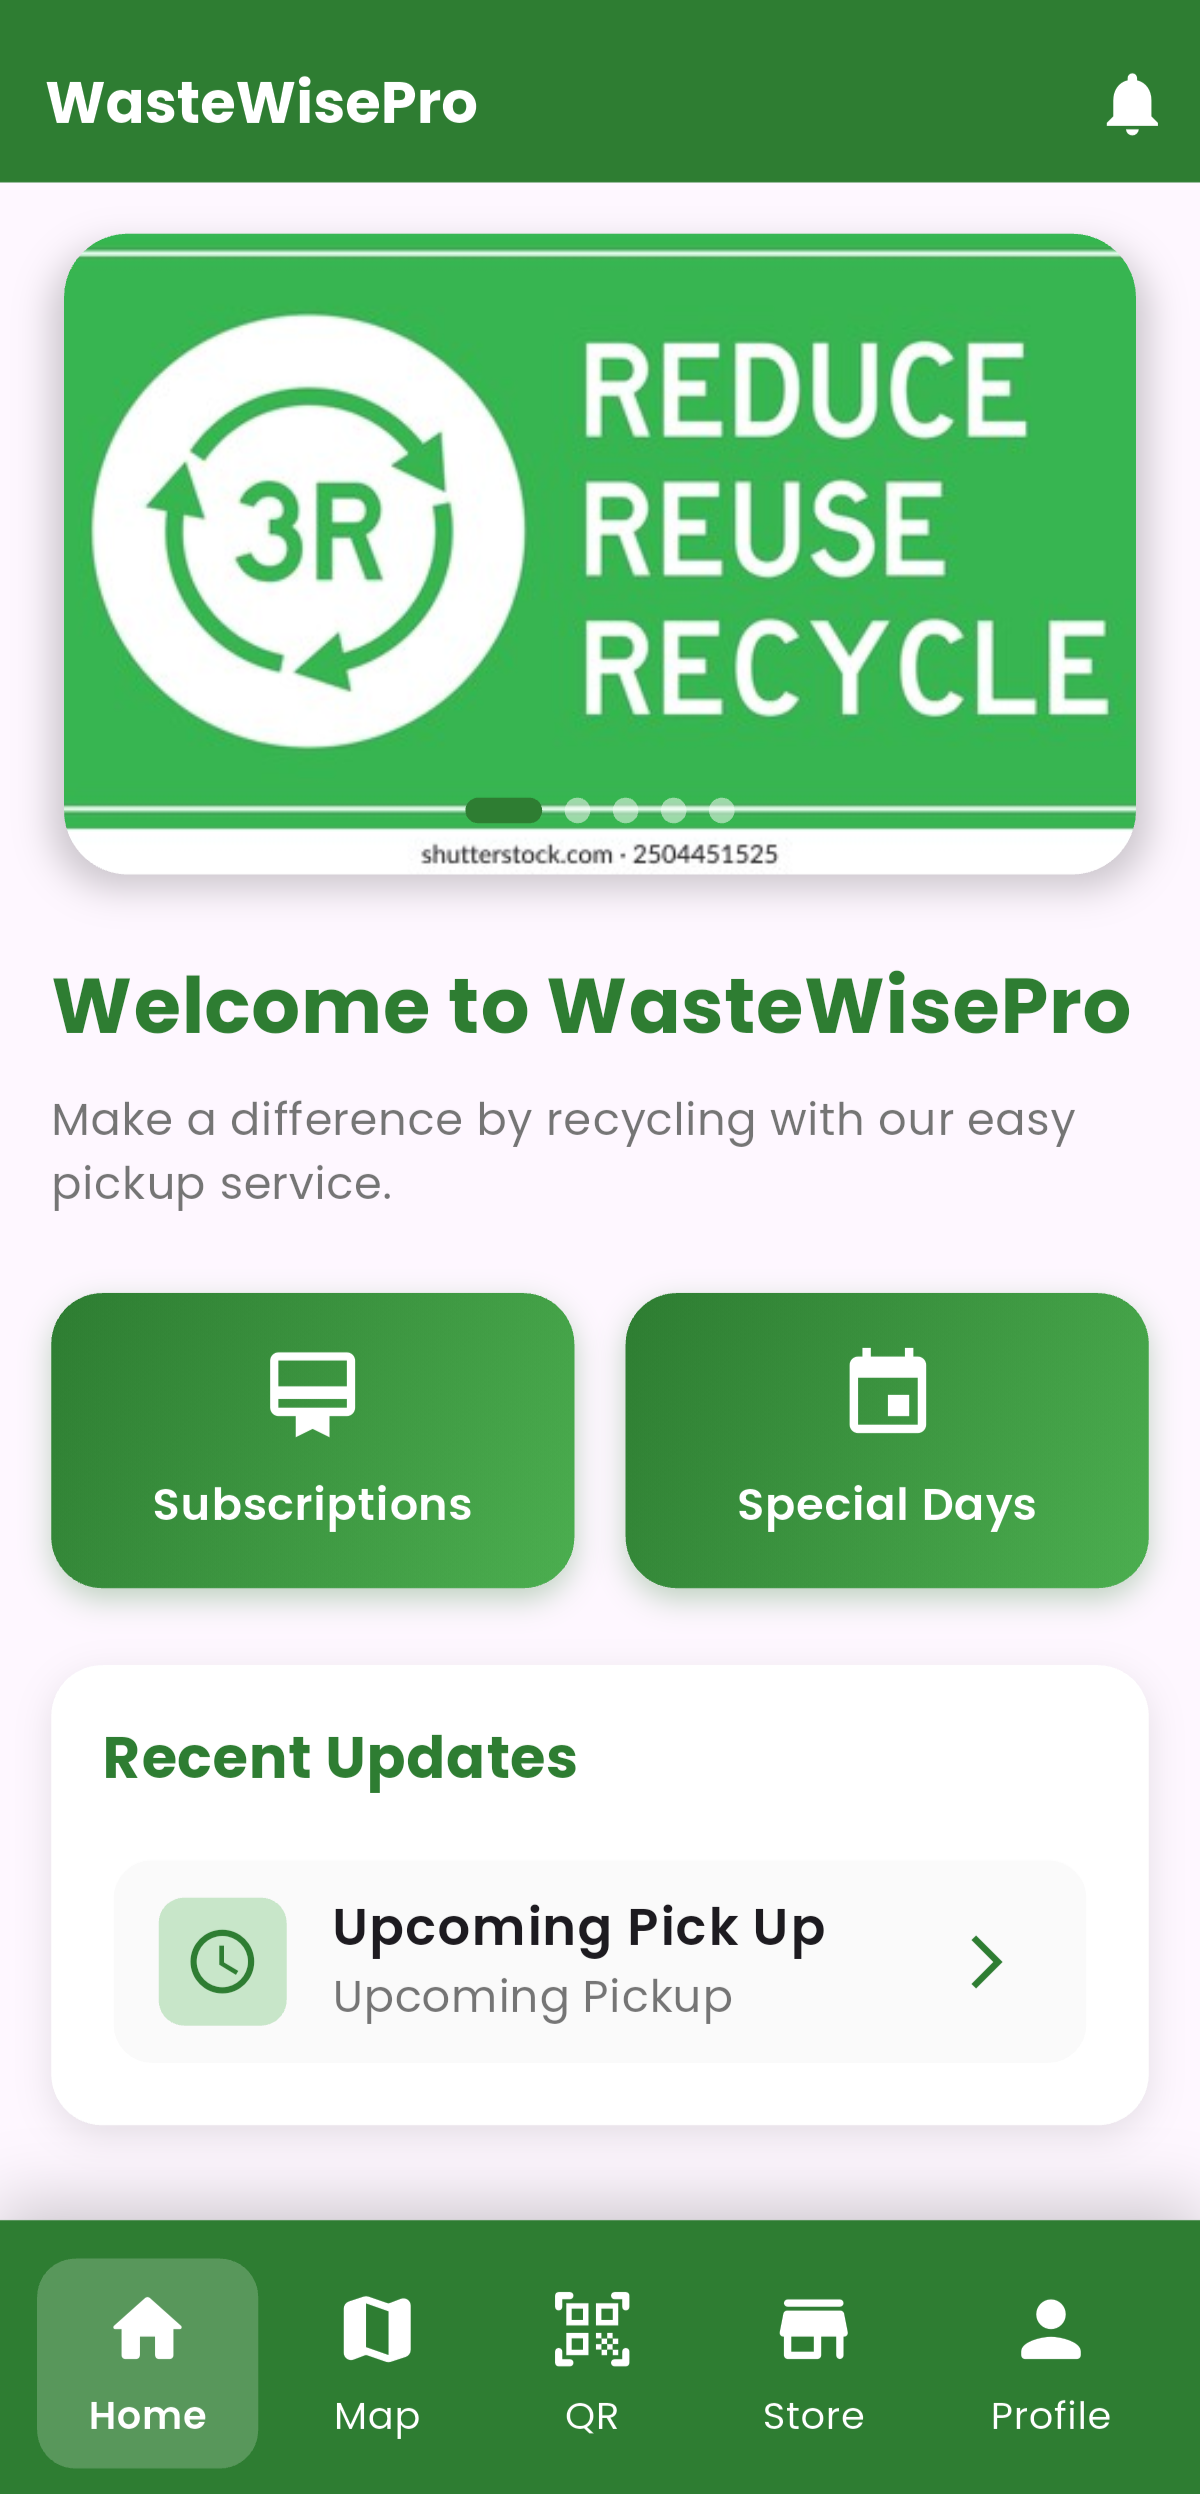 WasteWisePro
3R
REDUCE
REUSE
RECYCLE
shutterstock.com · 2504451525
Welcome to WasteWisePro
Make a difference by recycling with our easy
pickup service.
Subscriptions
Special Days
Recent Updates
Upcoming Pick Up
Upcoming Pickup
Home
Map
QR
Store
Profile